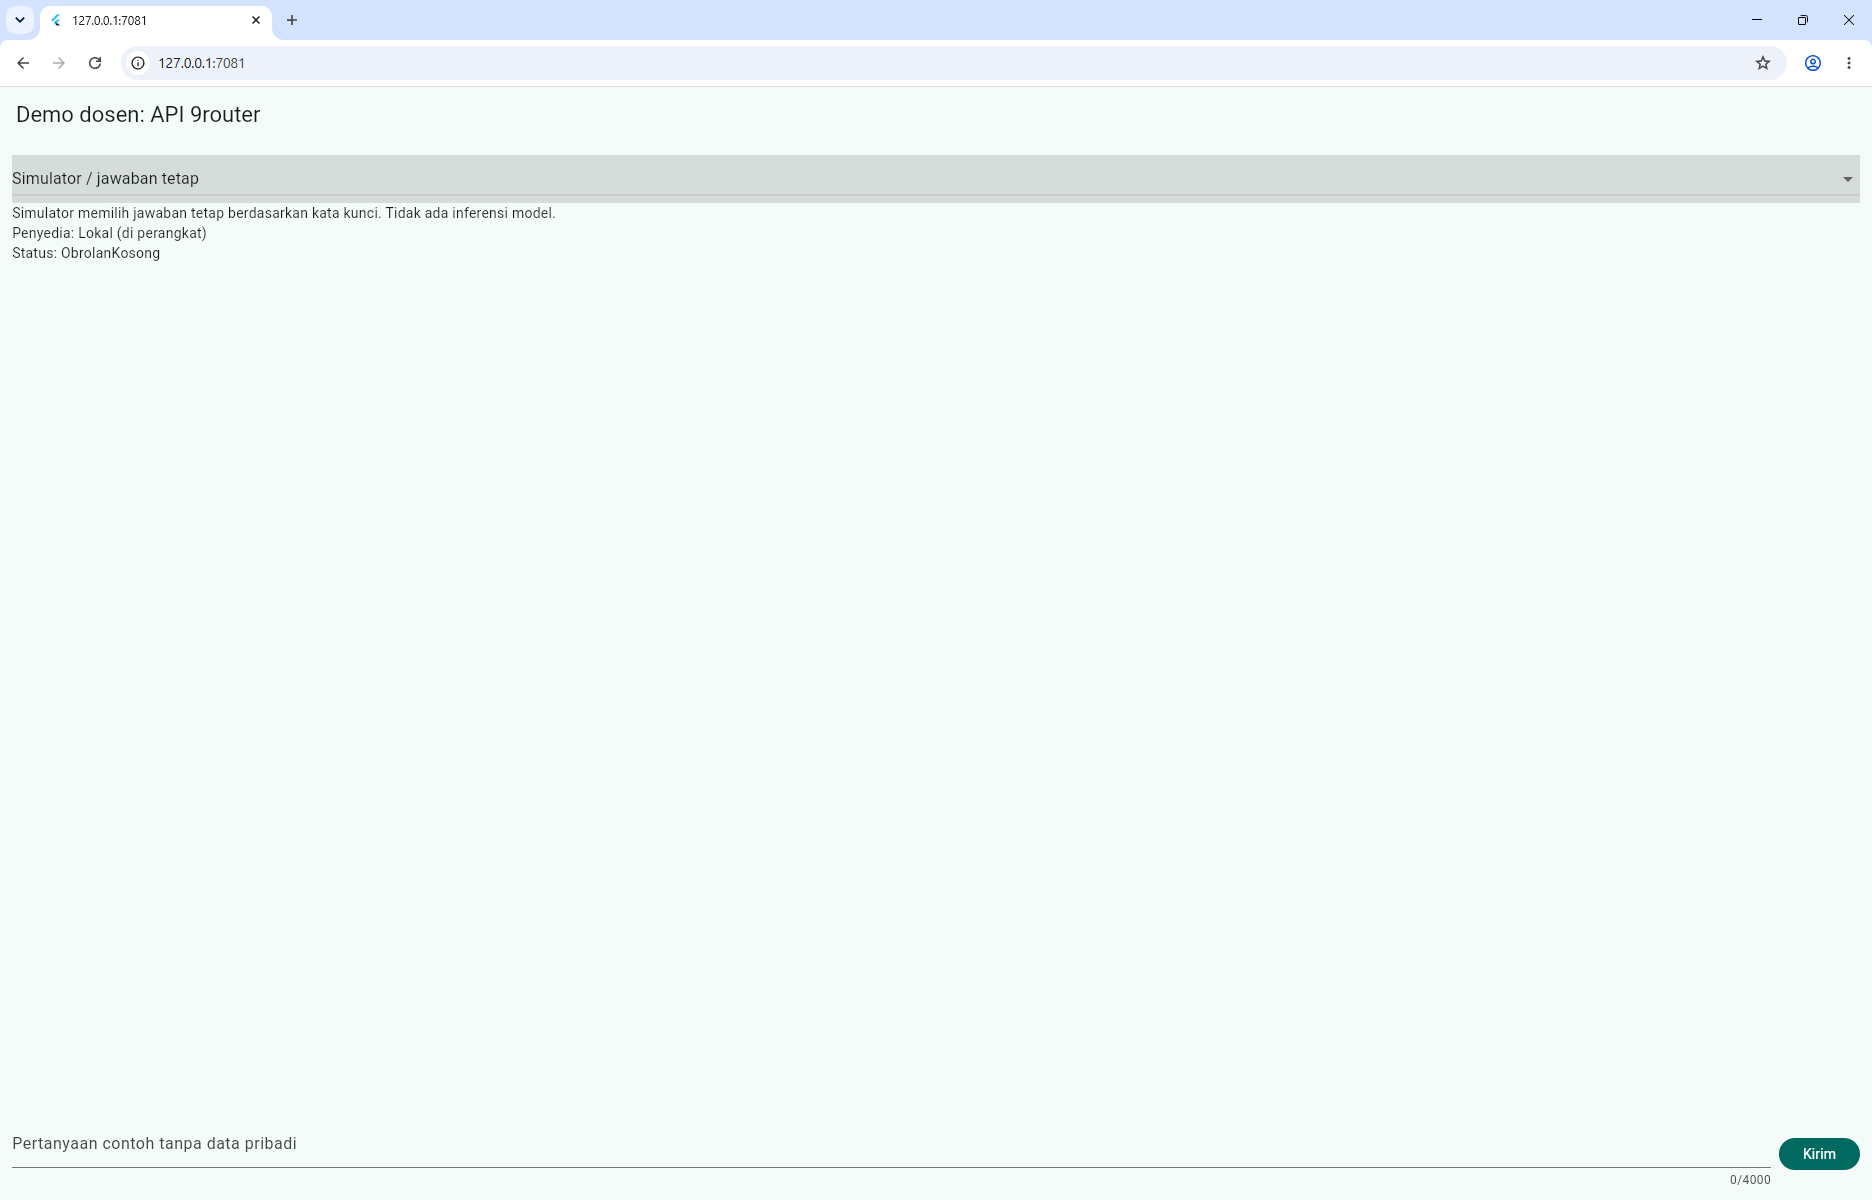 127.0.0.1:7081
127.0.0.1:7081
Demo dosen: API 9router
Simulator / jawaban tetap
Simulator memilih jawaban tetap berdasarkan kata kunci. Tidak ada inferensi model.
Penyedia: Lokal (di perangkat)
Status: ObrolanKosong
Pertanyaan contoh tanpa data pribadi
Kirim
0/4000